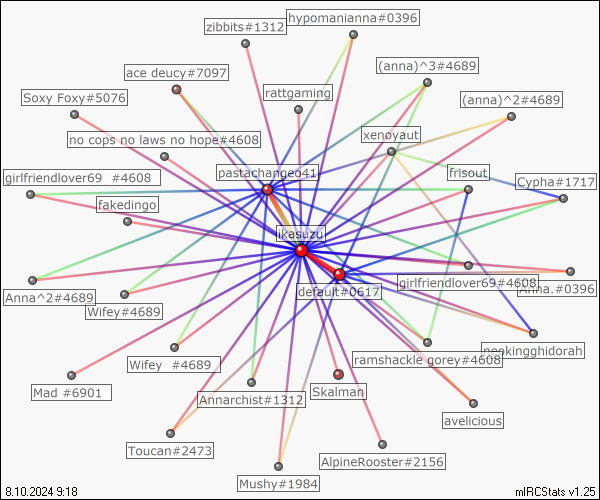 hypomanianna#0396
zibbits#1312
(anna)^3#4689
ace deucy#7097
rattgaming
Soxy Foxy#5076
(anna)^2#4689
xenoyaut
no cops no laws no hope#4608
pastachangeo41
frisout
girlfriendlover69 #4608
Cypha#1717
fakedingo
ikasuzu
girlfriendlover69#4608
Anna.#0396
default#0617
Anna^2#4689
Wifey#4689
neokingghidorah
ramshackle gorey#4608
Wifey #4689
Mad #6901
Skalman
Annarchist#1312
avelicious
Toucan#2473
AlpineRooster#2156
Mushy#1984
8.10.2024 9:18
mIRCStats v1.25